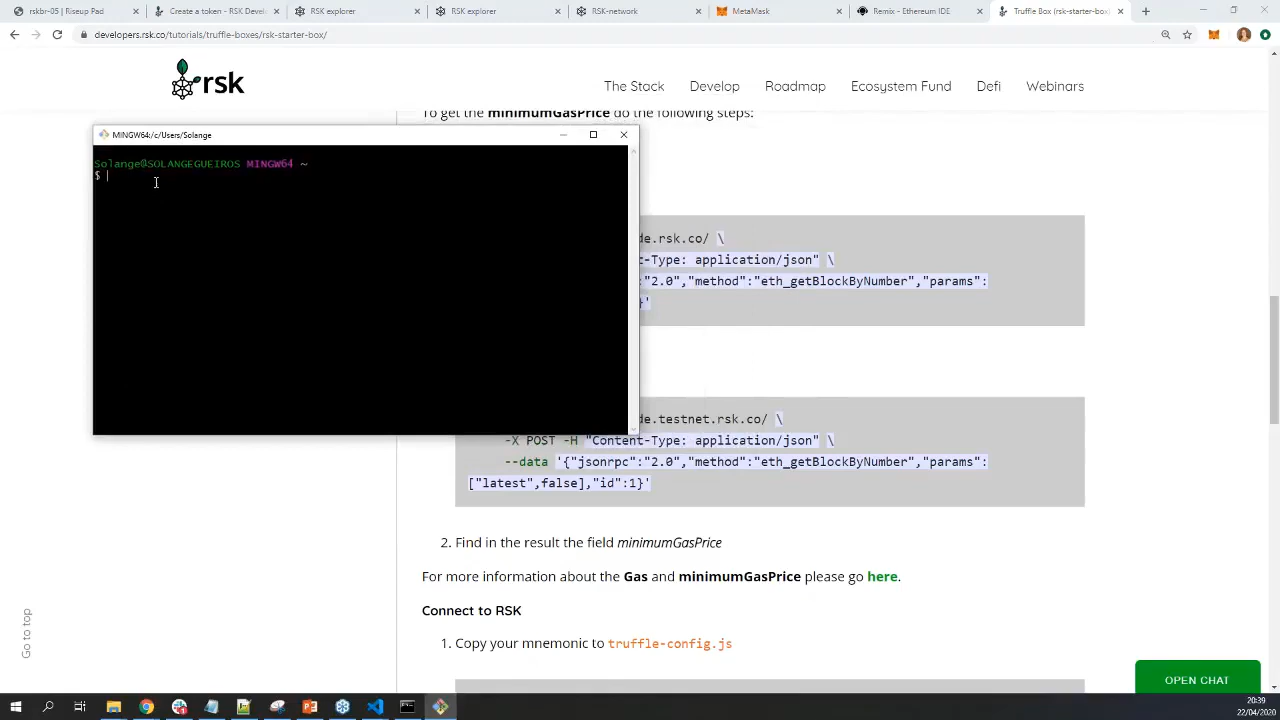 rskbr-05 | Riseup Pad
Create a token - RSK Devel
RSK explorer
RSK explorer
RSK-network
MetaMask
Remix - Ethereum IDE
Truffle Box (rsk-starter-box)
developers.rsk.co/tutorials/truffle-boxes/rsk-starter-box/
rsk
The Stack
Develop
Roadmap
Ecosystem Fund
Defi
Webinars
To get the minimumGasPrice do the following steps:
MINGW64:/c/Users/Solange
Solange@SOLANGEGUEIROS MINGW64 ~
$
de.rsk.co/ \
t-Type: application/json" \
:"2.0","method":"eth_getBlockByNumber","params":
}'
de.testnet.rsk.co/ \
-X POST -H "Content-Type: application/json" \
--data '{"jsonrpc":"2.0","method":"eth_getBlockByNumber","params":
["latest",false],"id":1}'
2. Find in the result the field minimumGasPrice
For more information about the Gas and minimumGasPrice please go here.
Connect to RSK
1. Copy your mnemonic to truffle-config.js
Go to top
OPEN CHAT
20:39
22/04/2020